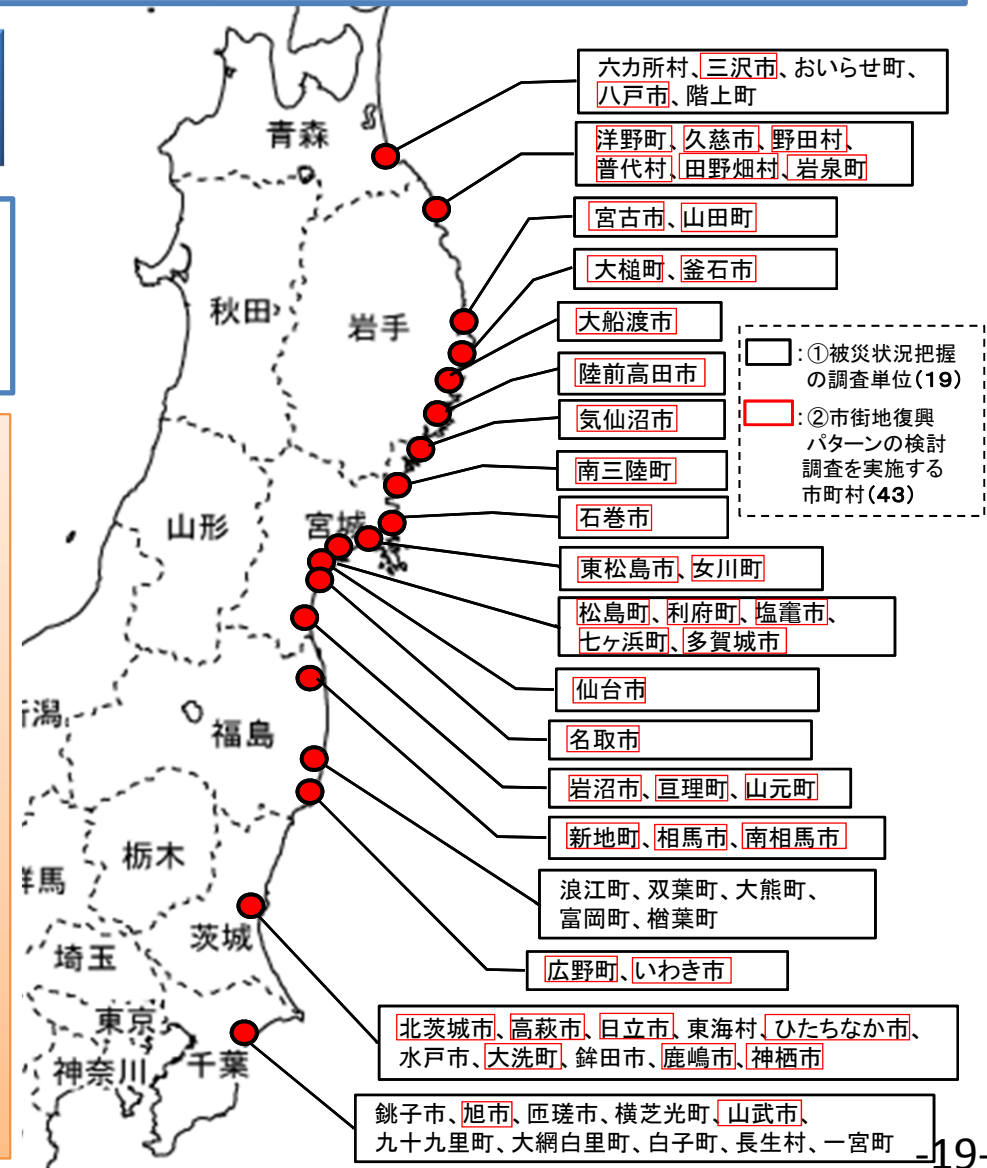 青森
秋田
岩手
山形
宮城
新潟
福島
栃木
群馬
茨城
埼玉
東京
神奈川
千葉
六カ所村、三沢市、おいらせ町、
八戸市、階上町
洋野町、久慈市、野田村、
普代村、田野畑村、岩泉町
宮古市、山田町
大槌町、釜石市
大船渡市
陸前高田市
気仙沼市
南三陸町
石巻市
東松島市、女川町
松島町、利府町、塩竈市、
七ヶ浜町、多賀城市
仙台市
名取市
岩沼市、亘理町、山元町
新地町、相馬市、南相馬市
浪江町、双葉町、大熊町、
富岡町、楢葉町
広野町、いわき市
北茨城市、高萩市、日立市、東海村、ひたちなか市、
水戸市、大洗町、鉾田市、鹿嶋市、神栖市
銚子市、旭市、匝瑳市、横芝光町、山武市、
九十九里町、大網白里町、白子町、長生村、一宮町
：①被災状況把握
の調査単位(19)
：②市街地復興
パターンの検討
調査を実施する
市町村(43)
-19-